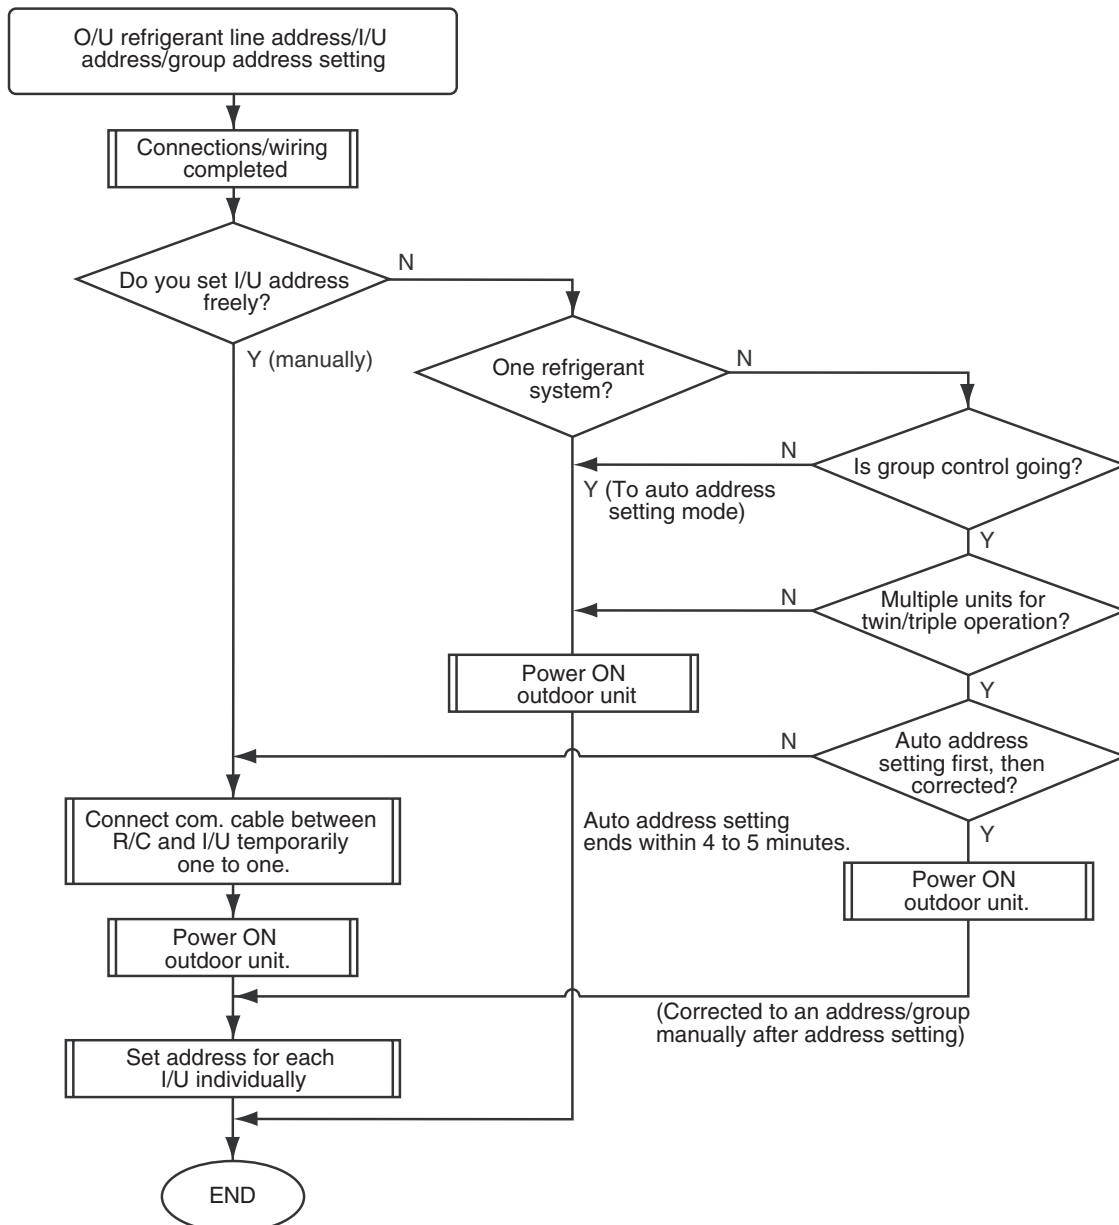 O/U refrigerant line address/I/U
address/group address setting
Connections/wiring
completed
Do you set I/U address
freely?
N
Y (manually)
One refrigerant
system?
N
Is group control going?
N
Y (To auto address
setting mode)
Y
Multiple units for
twin/triple operation?
N
Y
Power ON
outdoor unit
Auto address
setting first, then
corrected?
N
Y
Connect com. cable between
R/C and I/U temporarily
one to one.
Auto address setting
ends within 4 to 5 minutes.
Power ON
outdoor unit.
Power ON
outdoor unit.
(Corrected to an address/group
manually after address setting)
Set address for each
I/U individually
END